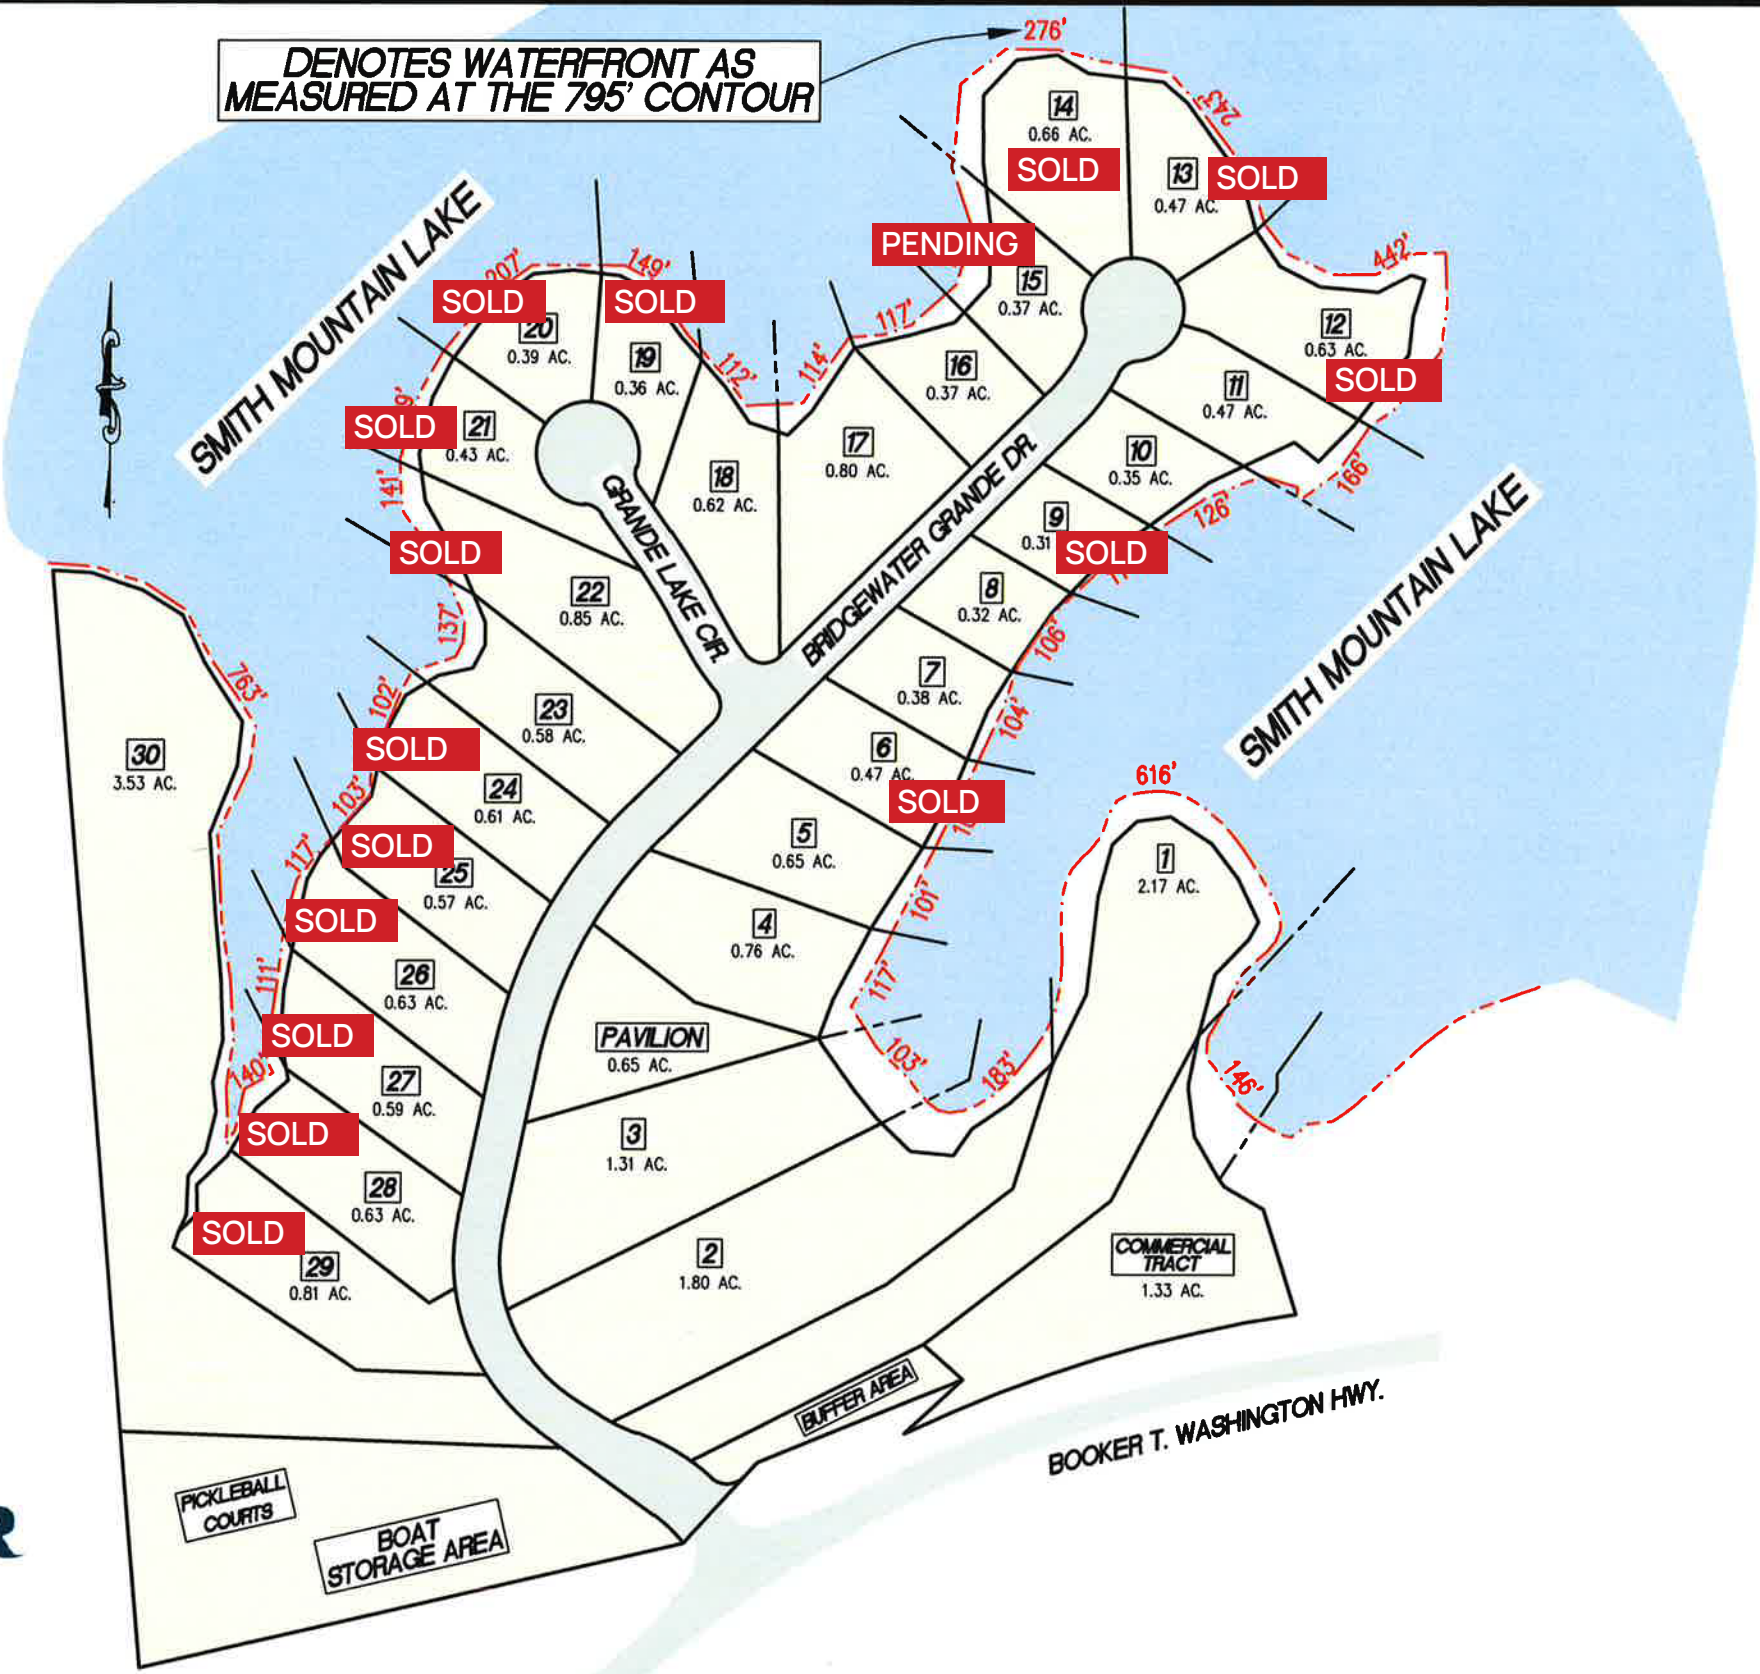 DENOTES WATERFRONT AS
MEASURED AT THE 795' CONTOUR
276'
14
0.66 AC.
SOLD
13
0.47 AC.
SOLD
243'
SMITH MOUNTAIN LAKE
PENDING
15
0.37 AC.
442'
12
0.63 AC.
SOLD
207'
SOLD
20
0.39 AC.
149'
SOLD
19
0.36 AC.
112'
114'
117'
16
0.37 AC.
11
0.47 AC.
166'
SOLD
21
0.43 AC.
141'
18
0.62 AC.
17
0.80 AC.
10
0.35 AC.
126'
9
0.31
SOLD
SOLD
22
0.85 AC.
137'
GRANDE LAKE CIR.
BRIDGEWATER GRANDE DR.
8
0.32 AC.
106'
SMITH MOUNTAIN LAKE
763'
102'
23
0.58 AC.
7
0.38 AC.
104'
30
3.53 AC.
SOLD
24
0.61 AC.
103'
6
0.47 AC.
SOLD
616'
117'
SOLD
25
0.57 AC.
5
0.65 AC.
101'
1
2.17 AC.
SOLD
26
0.63 AC.
111'
4
0.76 AC.
117'
SOLD
PAVILION
0.65 AC.
103'
183'
146'
140'
27
0.59 AC.
SOLD
3
1.31 AC.
28
0.63 AC.
SOLD
29
0.81 AC.
2
1.80 AC.
COMMERCIAL
TRACT
1.33 AC.
BUFFER AREA
BOOKER T. WASHINGTON HWY.
PICKLEBALL
COURTS
BOAT
STORAGE AREA
R